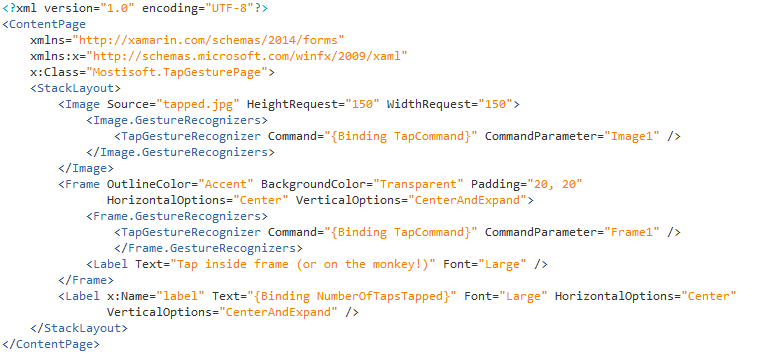 <?xml version="1.0" encoding="UTF-8"?>
<ContentPage
xmlns="http://xamarin.com/schemas/2014/forms"
xmlns:x="http://schemas.microsoft.com/winfx/2009/xaml"
x:Class="Mostisoft.TapGesturePage">
<StackLayout>
<Image Source="tapped.jpg" HeightRequest="150" WidthRequest="150">
<Image.GestureRecognizers>
<TapGestureRecognizer Command="{Binding TapCommand}" CommandParameter="Image1" />
</Image.GestureRecognizers>
</Image>
<Frame OutlineColor="Accent" BackgroundColor="Transparent" Padding="20, 20"
HorizontalOptions="Center" VerticalOptions="CenterAndExpand">
<Frame.GestureRecognizers>
<TapGestureRecognizer Command="{Binding TapCommand}" CommandParameter="Frame1" />
</Frame.GestureRecognizers>
<Label Text="Tap inside frame (or on the monkey!)" Font="Large" />
</Frame>
<Label x:Name="label" Text="{Binding NumberOfTapsTapped}" Font="Large" HorizontalOptions="Center"
VerticalOptions="CenterAndExpand" />
</StackLayout>
</ContentPage>